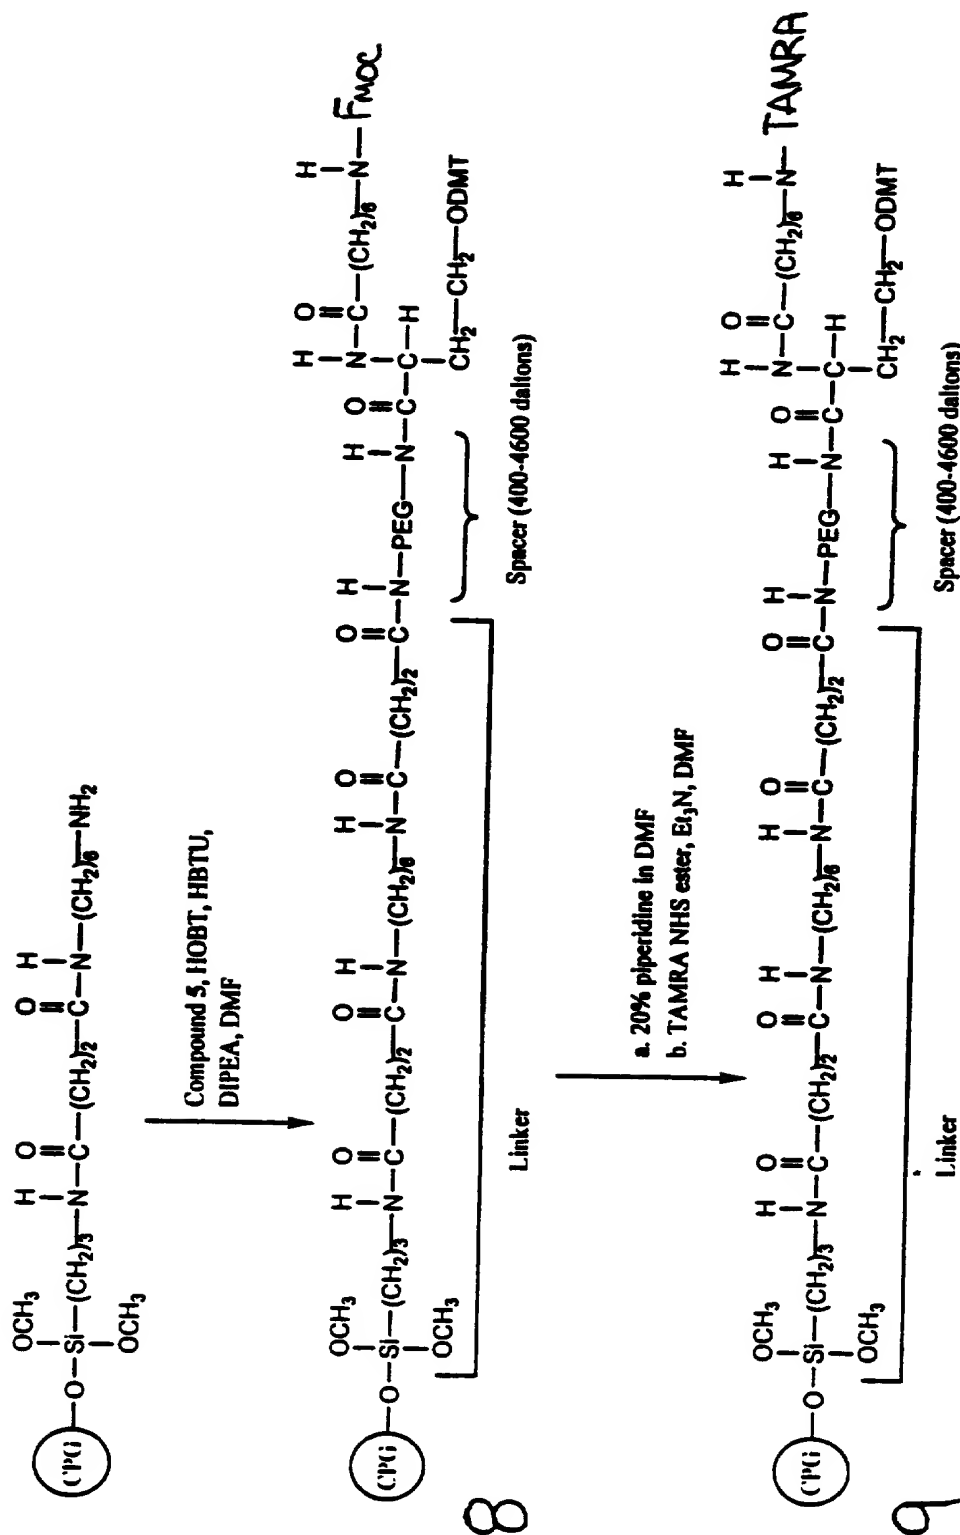 OCH₃ O H O H
CPG—O—Si—(CH₂)₃—N—C—(CH₂)₂—C—N—(CH₂)₆—NH₂
OCH₃
Compound 5, HOBT, HBTU,
DIPEA, DMF
8
OCH₃ H O O H H O O H H O H O H
CPG—O—Si—(CH₂)₃—N—C—(CH₂)₂—C—N—(CH₂)₆—N—C—(CH₂)₂—C—N—PEG—N—C—C—H
OCH₃
N—C—(CH₂)₆—N—FMOC
CH₂—CH₂—ODMT
Linker
Spacer (400-4600 daltons)
a. 20% piperidine in DMF
b. TAMRA NHS ester, Et₃N, DMF
9
OCH₃ H O O H H O O H H O H O H
CPG—O—Si—(CH₂)₃—N—C—(CH₂)₂—C—N—(CH₂)₆—N—C—(CH₂)₂—C—N—PEG—N—C—C—H
OCH₃
N—C—(CH₂)₆—N—TAMRA
CH₂—CH₂—ODMT
Linker
Spacer (400-4600 daltons)